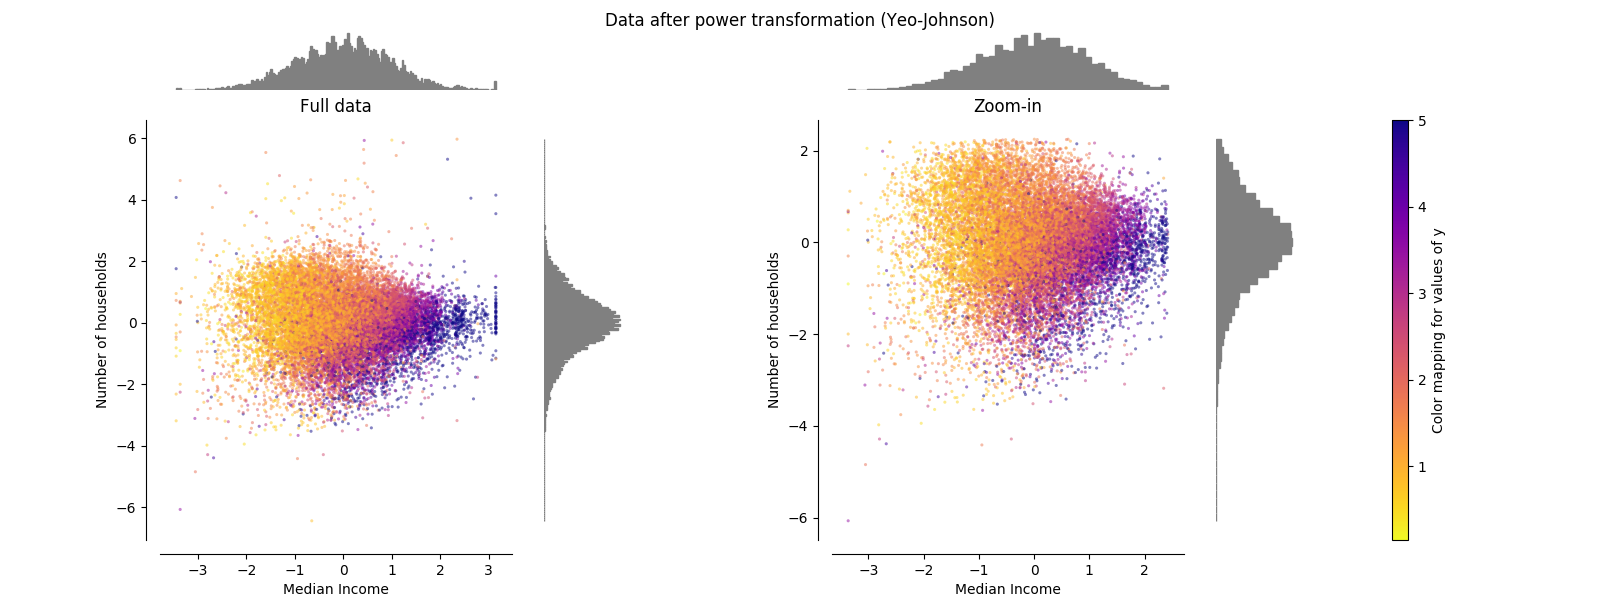 Data after power transformation (Yeo-Johnson)
Full data
6
4
2
0
−2
−4
−6
Number of households
−3 −2 −1 0 1 2 3
Median Income
Zoom-in
2
0
−2
−4
−6
Number of households
−3 −2 −1 0 1 2
Median Income
5
4
3
2
1
Color mapping for values of y